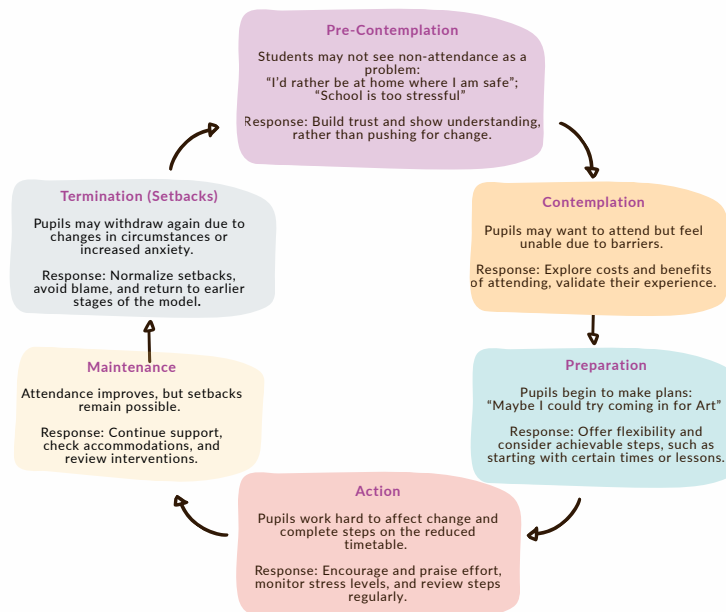 Pre-Contemplation
Students may not see non-attendance as a
problem:
“I’d rather be at home where I am safe”;
“School is too stressful”
Response: Build trust and show understanding,
rather than pushing for change.
Contemplation
Pupils may want to attend but feel
unable due to barriers.
Response: Explore costs and benefits
of attending, validate their experience.
Preparation
Pupils begin to make plans:
“Maybe I could try coming in for Art”
Response: Offer flexibility and
consider achievable steps, such as
starting with certain times or lessons.
Action
Pupils work hard to affect change and
complete steps on the reduced
timetable.
Response: Encourage and praise effort,
monitor stress levels, and review steps
regularly.
Maintenance
Attendance improves, but setbacks
remain possible.
Response: Continue support,
check accommodations, and
review interventions.
Termination (Setbacks)
Pupils may withdraw again due to
changes in circumstances or
increased anxiety.
Response: Normalize setbacks,
avoid blame, and return to earlier
stages of the model.